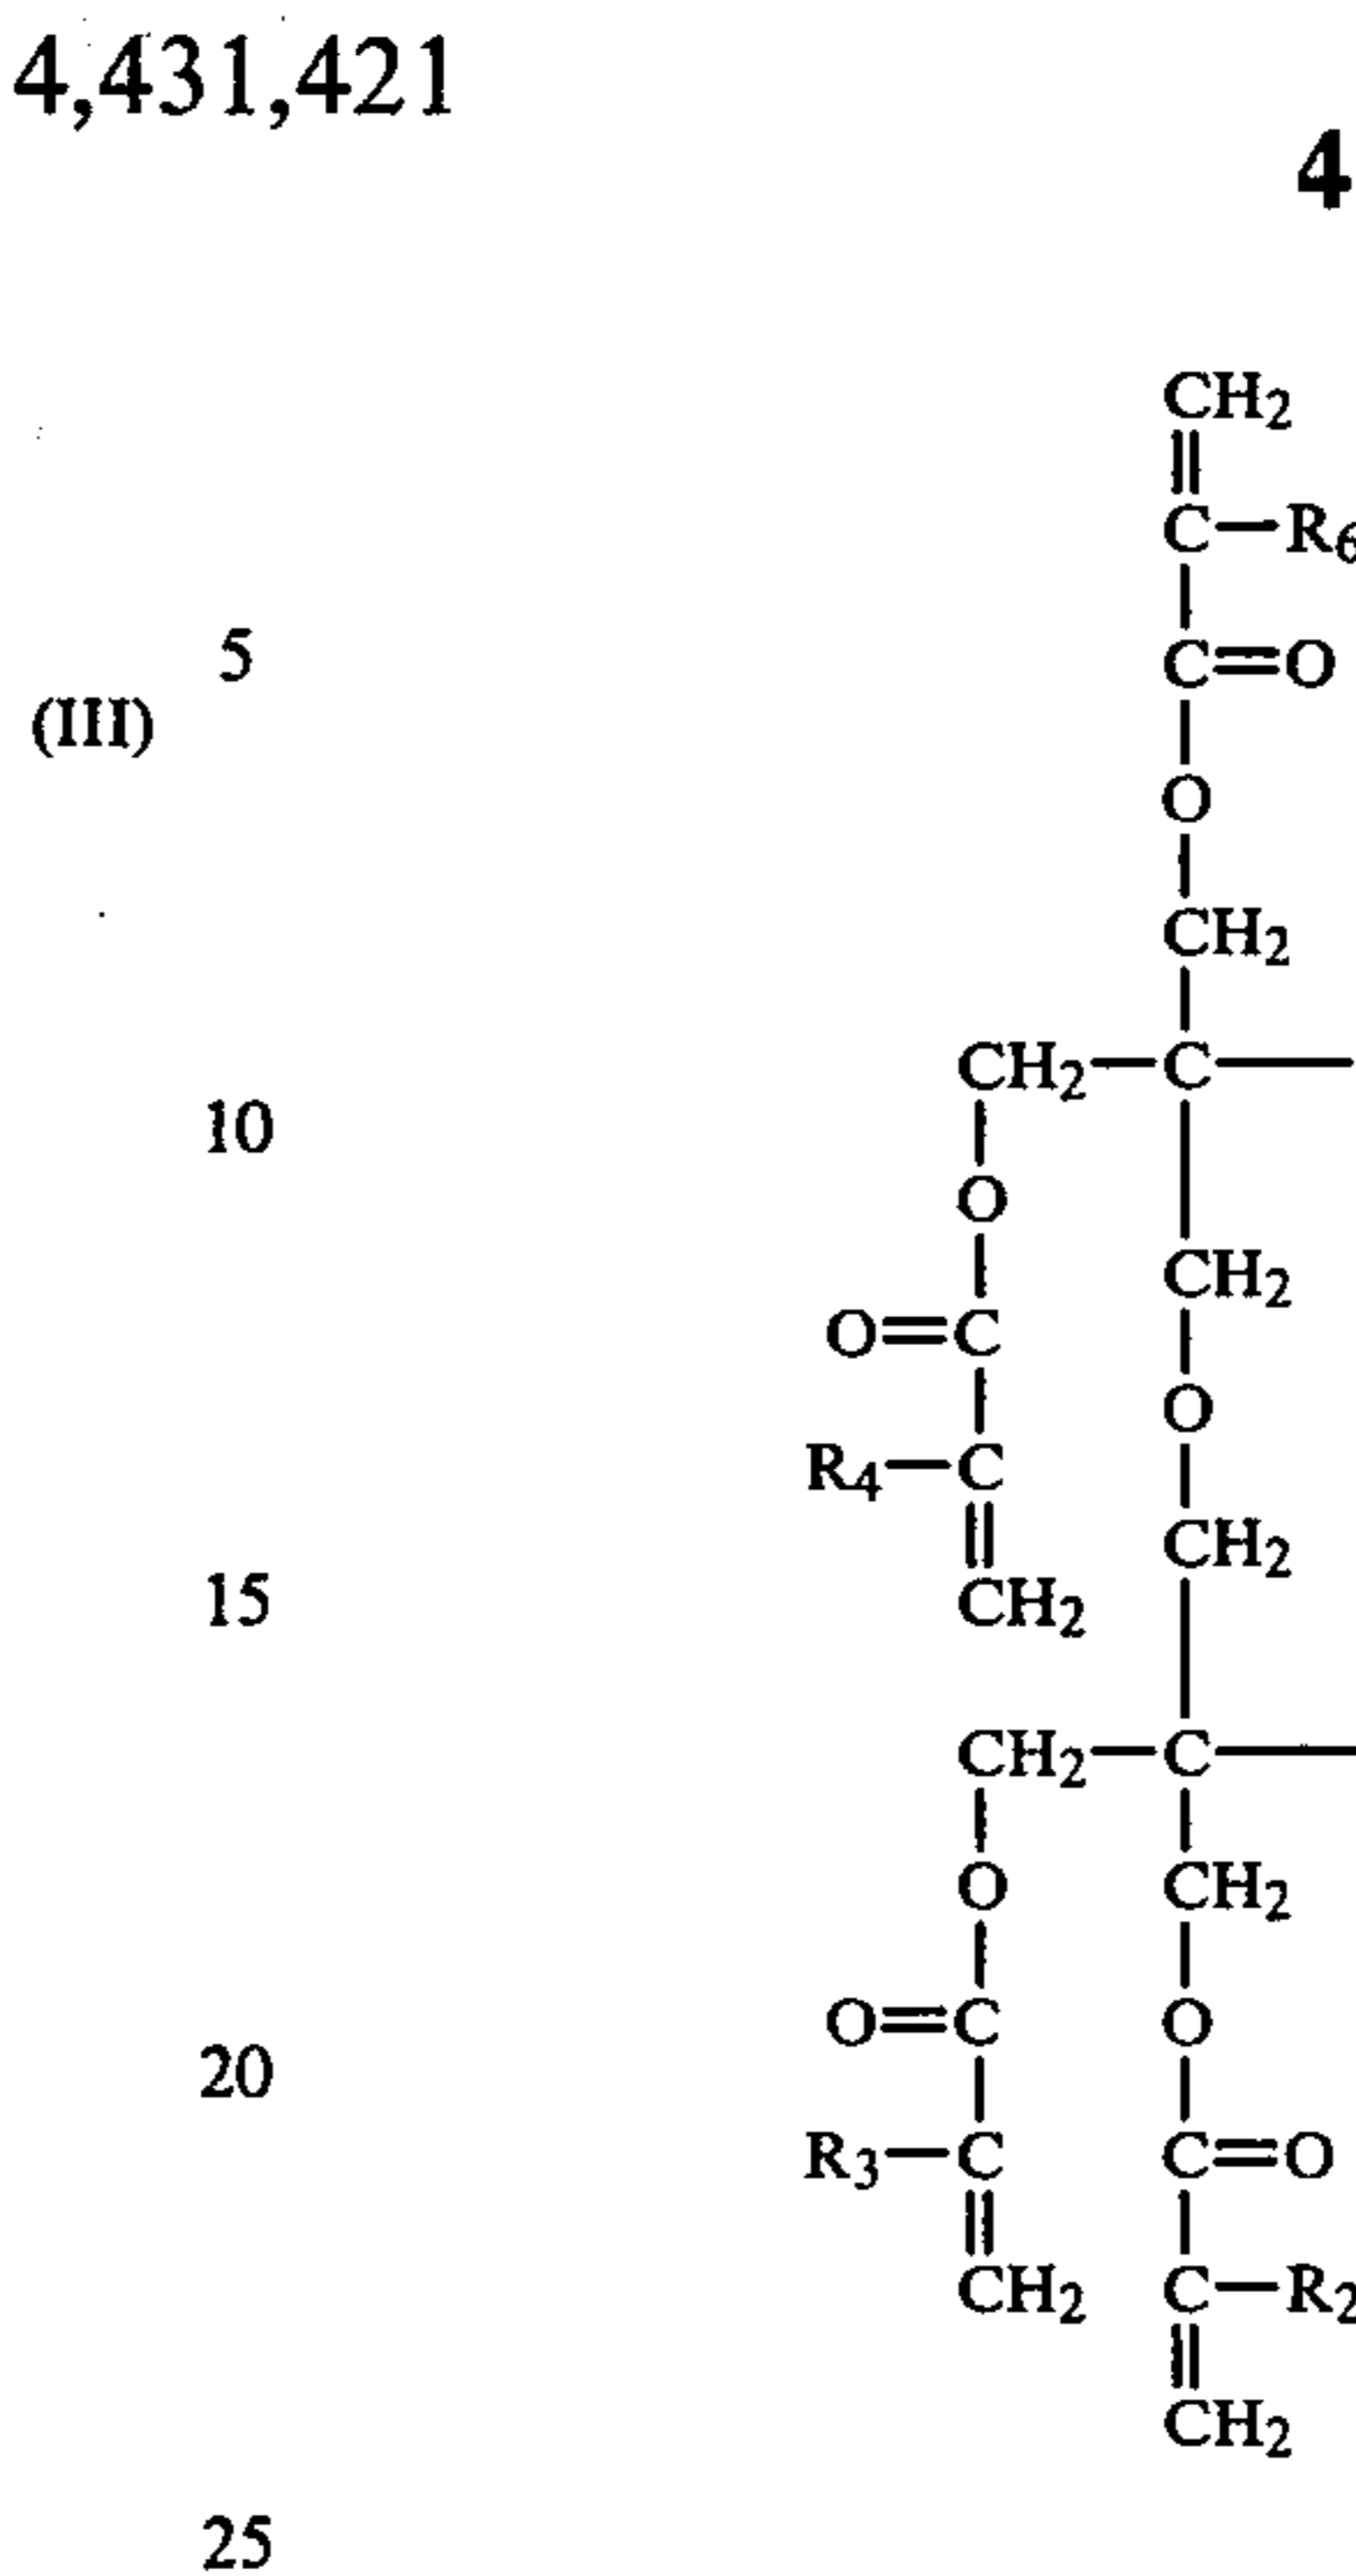 4,431,421
4
CH2
C—R6
5
C=O
(III)
O
CH2
CH2—C—
10
O
CH2
O=C
O
R4—C
CH2
15
CH2
CH2—C—
O
CH2
O=C
O
20
R3—C
C=O
CH2
C—R2
CH2
25